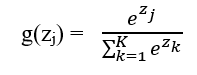 g(zⱼ) = e^{zⱼ} / ∑_{k=1}^{K} e^{zₖ}